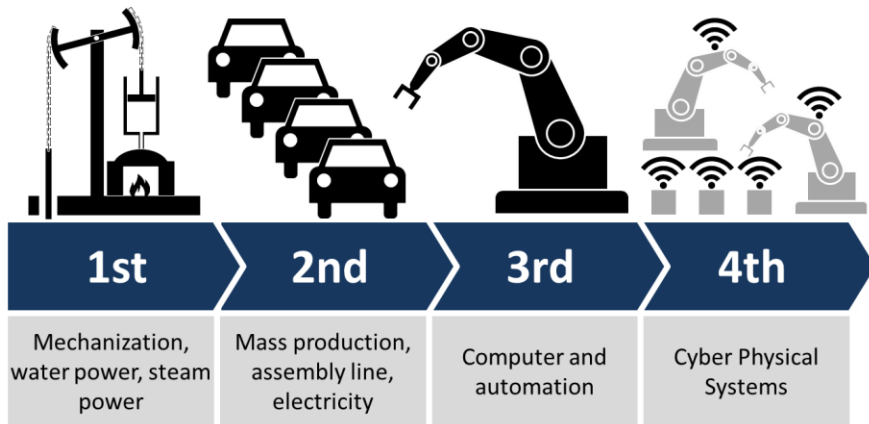 1st
2nd
3rd
4th
Mechanization,
water power, steam
power
Mass production,
assembly line,
electricity
Computer and
automation
Cyber Physical
Systems